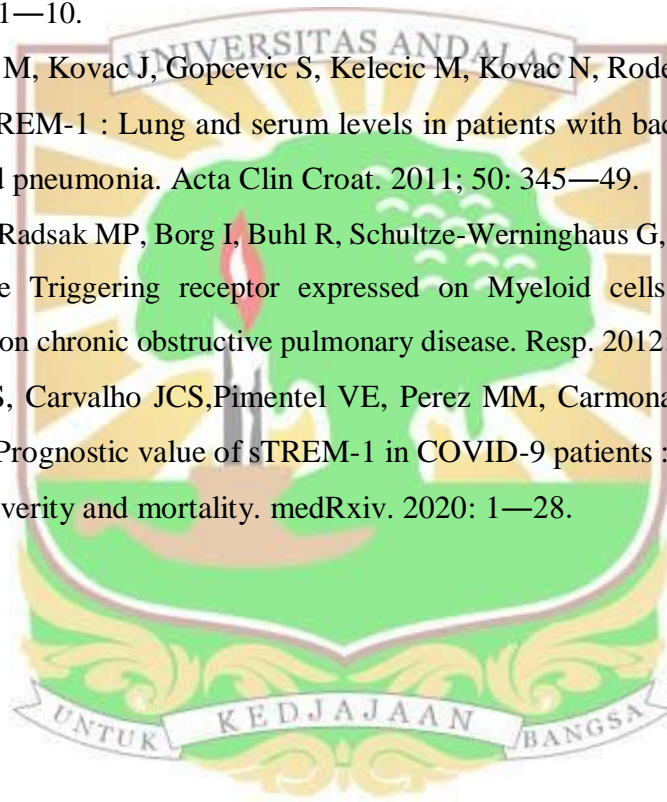 1—10.
UNIVERSITAS ANDALAS
M, Kovac J, Gopcevic S, Kelecic M, Kovac N, Rode
REM-1 : Lung and serum levels in patients with bac
d pneumonia. Acta Clin Croat. 2011; 50: 345—49.
Radsak MP, Borg I, Buhl R, Schultze-Werninghaus G,
e Triggering receptor expressed on Myeloid cells
on chronic obstructive pulmonary disease. Resp. 2012
S, Carvalho JCS,Pimentel VE, Perez MM, Carmona
Prognostic value of sTREM-1 in COVID-9 patients :
verity and mortality. medRxiv. 2020: 1—28.
UNTUK KEDJAJAAN BANGSA